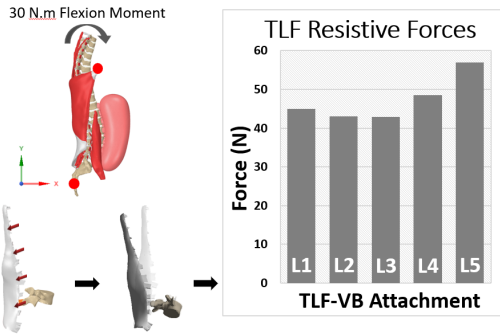 30 N.m Flexion Moment
Y
X
TLF Resistive Forces
Force (N)
60
50
40
30
20
10
0
L1 L2 L3 L4 L5
TLF-VB Attachment